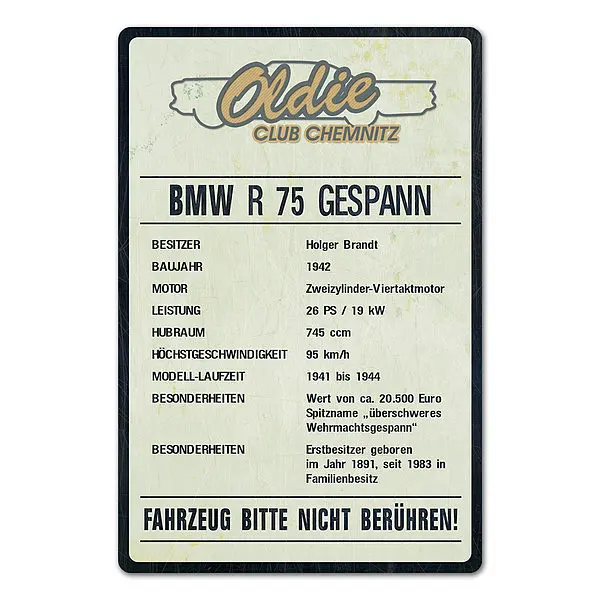 Oldie
CLUB CHEMNITZ
BMW R 75 GESPANN
BESITZER Holger Brandt
BAUJAHR 1942
MOTOR Zweizylinder-Viertaktmotor
LEISTUNG 26 PS / 19 kW
HUBRAUM 745 ccm
HÖCHSTGESCHWINDIGKEIT 95 km/h
MODELL-LAUFZEIT 1941 bis 1944
BESONDERHEITEN Wert von ca. 20.500 Euro
Spitzname „überschweres
Wehrmachtsgespann“
BESONDERHEITEN Erstbesitzer geboren
im Jahr 1891, seit 1983 in
Familienbesitz
FAHRZEUG BITTE NICHT BERÜHREN!